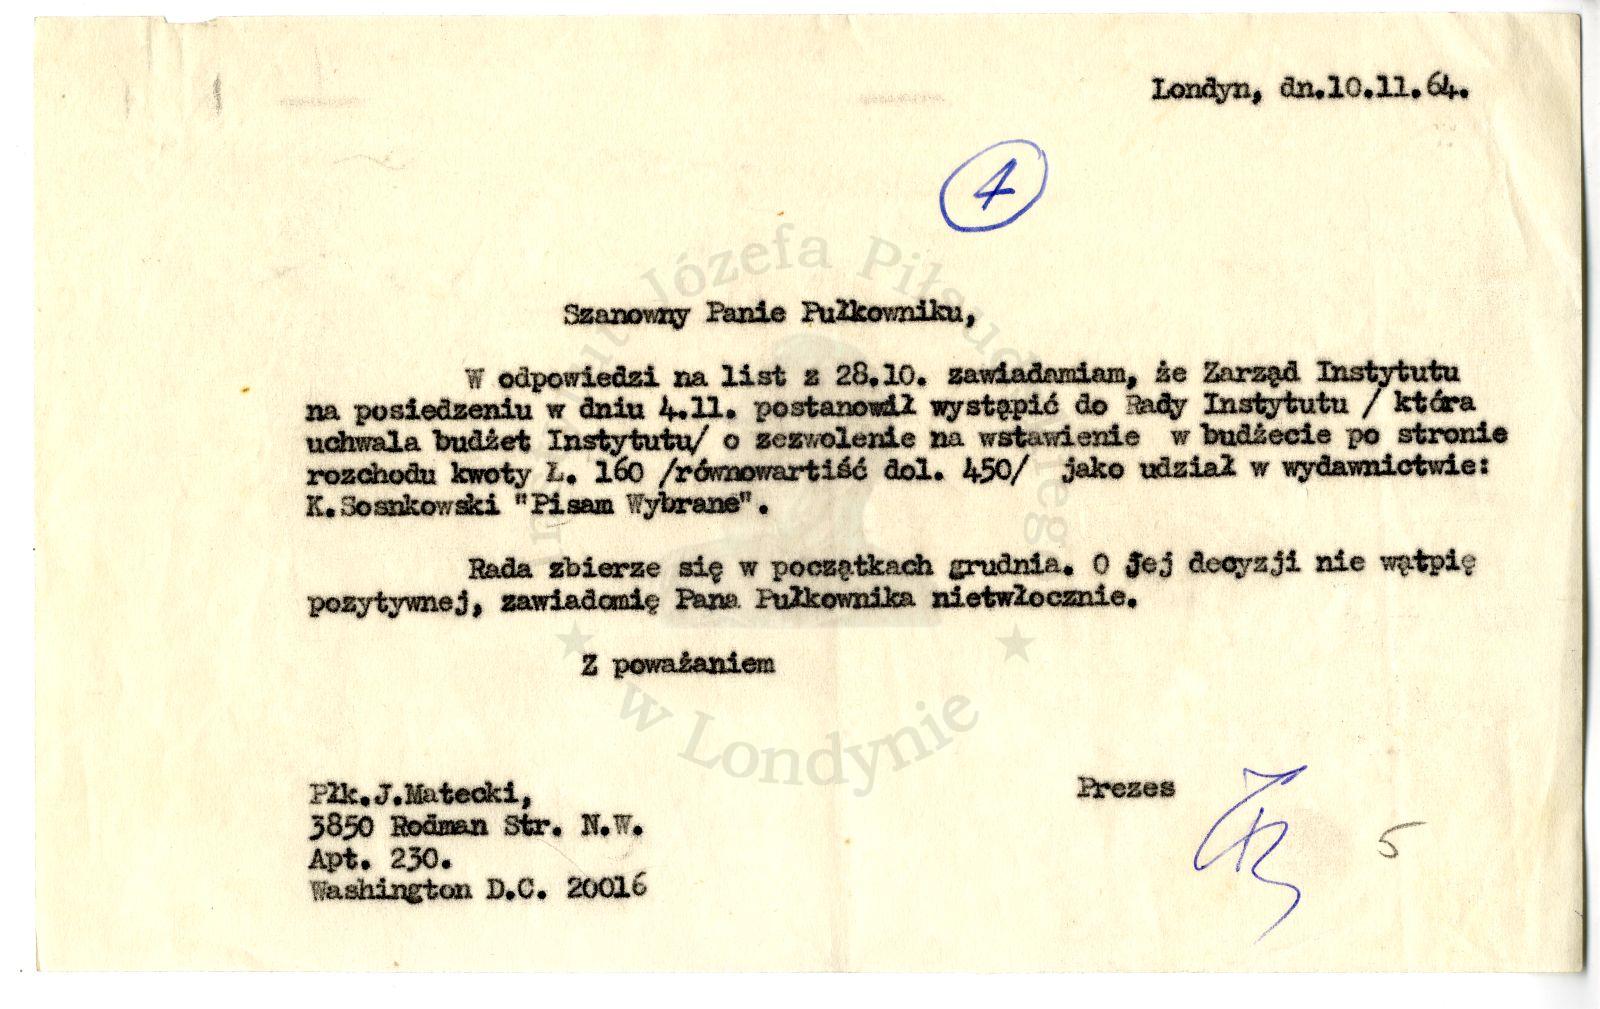 Londyn, dn.10.11.64.
4
Szanowny Panie Pułkowniku,
W odpowiedzi na list z 28.10. zawiadamiam, że Zarząd Instytutu
na posiedzeniu w dniu 4.11. postanowił wystąpić do Rady Instytutu / która
uchwala budżet Instytutu/ o zezwolenie na wstawienie w budżecie po stronie
rozchodu kwoty Ł. 160 /równowartiść dol. 450/ jako udział w wydawnictwie:
K.Sosnkowski "Pisam Wybrane".
Rada zbierze się w początkach grudnia. O jej decyzji nie wątpię
pozytywnej, zawiadomię Pana Pułkownika nietwłocznie.
Z poważaniem
Prezes
5
Płk.J.Matecki,
3850 Rodman Str. N.W.
Apt. 230.
Washington D.C. 20016
Instytut Józefa Piłsudskiego
w Londynie